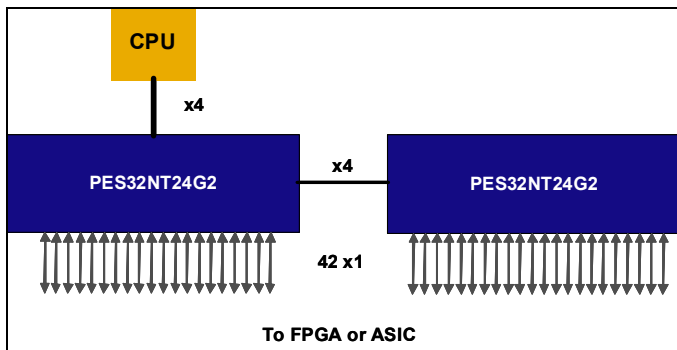 CPU
x4
PES32NT24G2
x4
PES32NT24G2
42 x1
To FPGA or ASIC